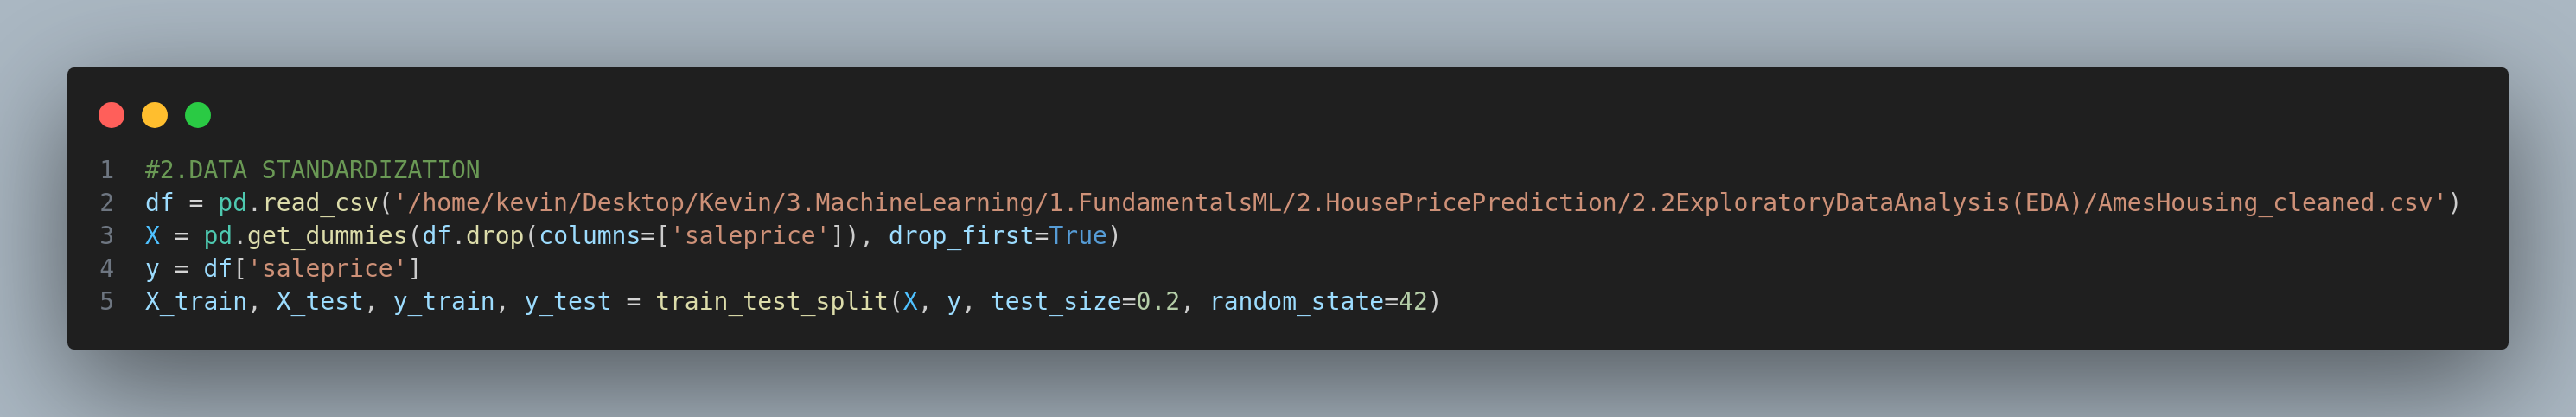 1 #2.DATA STANDARDIZATION
2 df = pd.read_csv('/home/kevin/Desktop/Kevin/3.MachineLearning/1.FundamentalsML/2.HousePricePrediction/2.2ExploratoryDataAnalysis(EDA)/AmesHousing_cleaned.csv')
3 X = pd.get_dummies(df.drop(columns=['saleprice']), drop_first=True)
4 y = df['saleprice']
5 X_train, X_test, y_train, y_test = train_test_split(X, y, test_size=0.2, random_state=42)